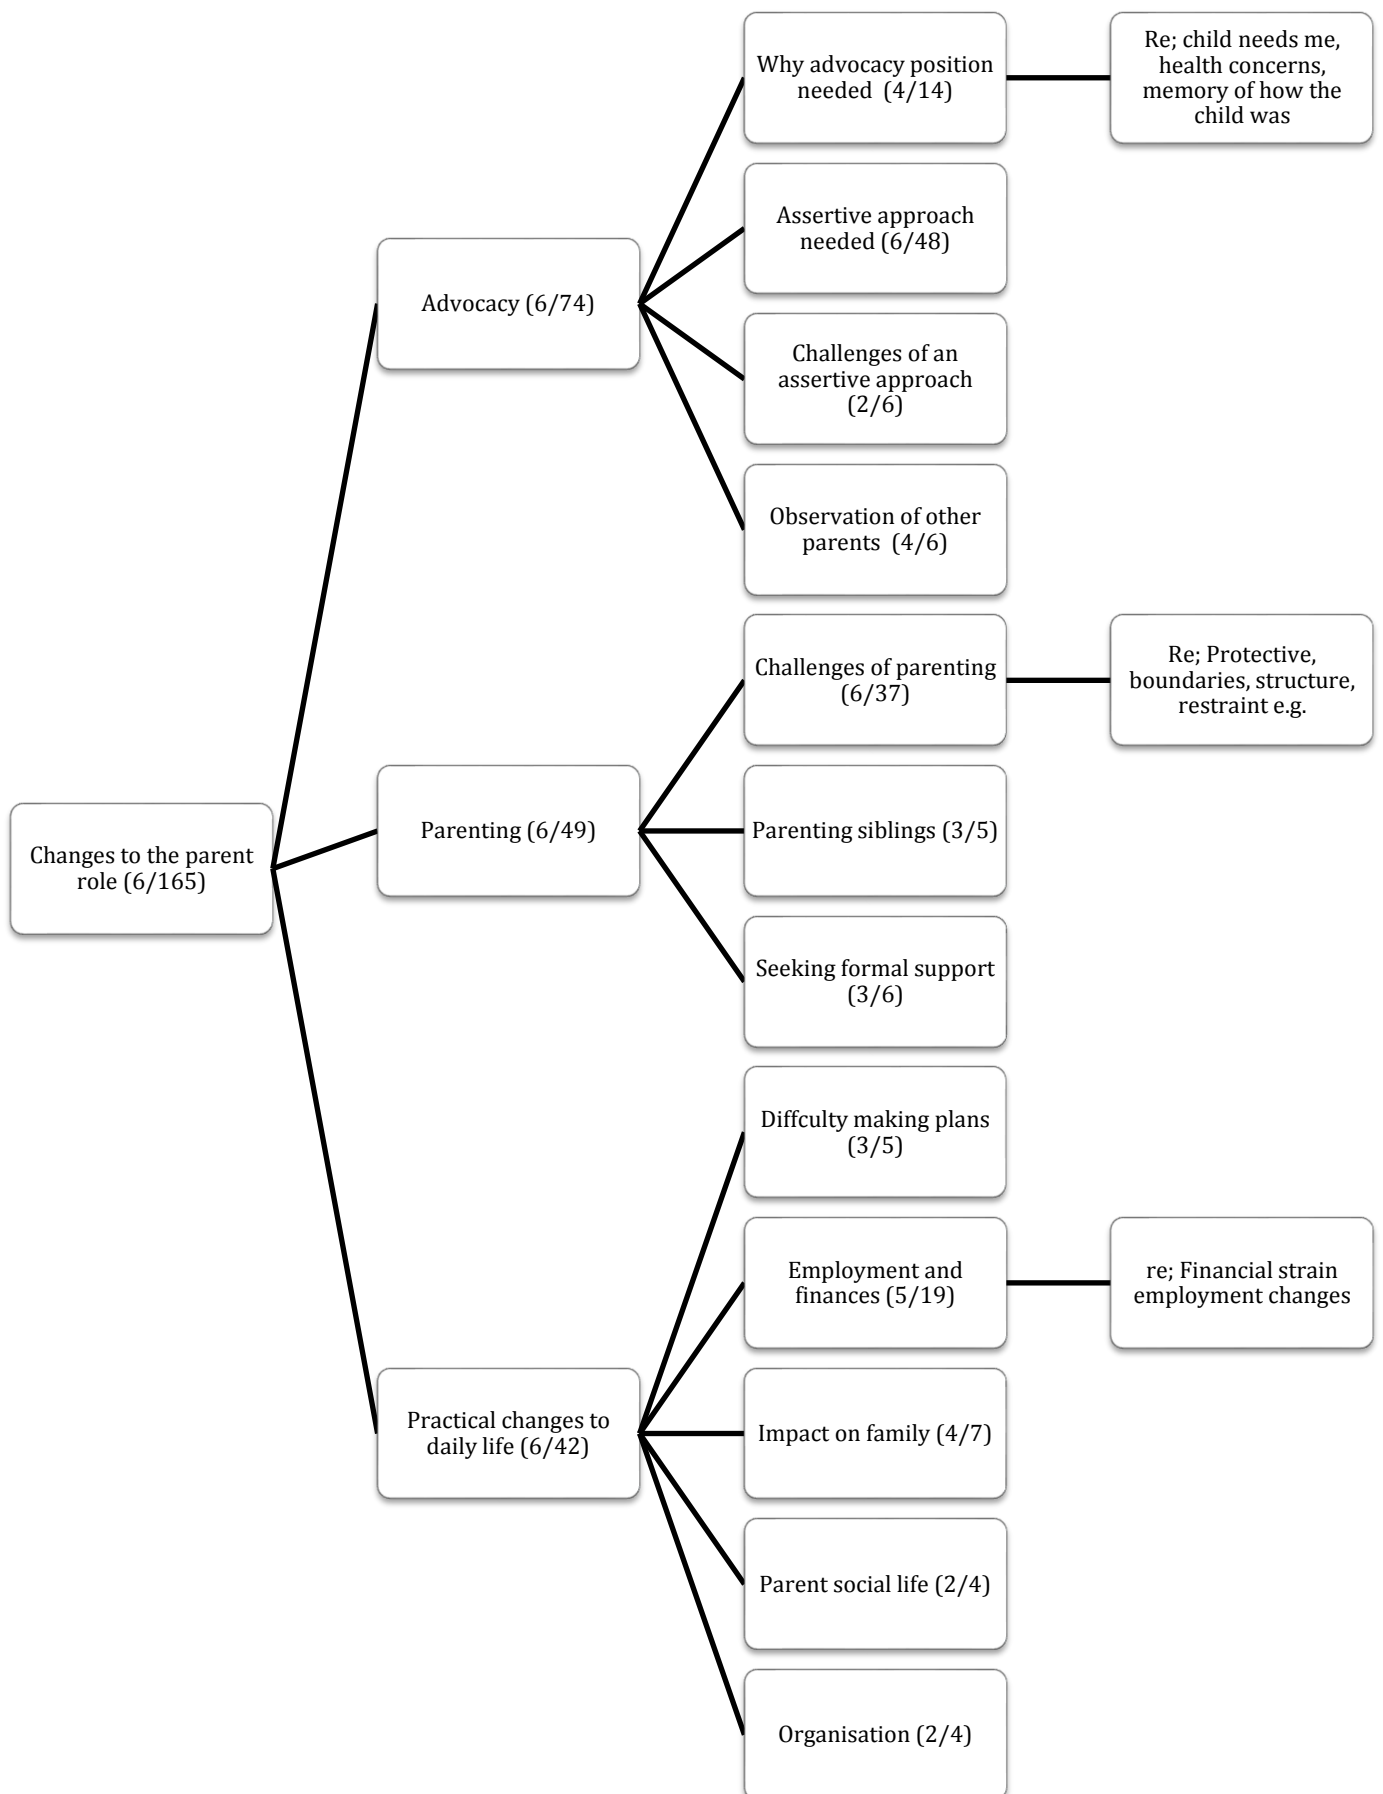 Changes to the parent
role (6/165)
Advocacy (6/74)
Why advocacy position
needed  (4/14)
Re; child needs me,
health concerns,
memory of how the
child was
Assertive approach
needed (6/48)
Challenges of an
assertive approach
(2/6)
Observation of other
parents  (4/6)
Parenting (6/49)
Challenges of parenting
(6/37)
Re; Protective,
boundaries, structure,
restraint e.g.
Parenting siblings (3/5)
Seeking formal support
(3/6)
Practical changes to
daily life (6/42)
Diffculty making plans
(3/5)
Employment and
finances (5/19)
re; Financial strain
employment changes
Impact on family (4/7)
Parent social life (2/4)
Organisation (2/4)